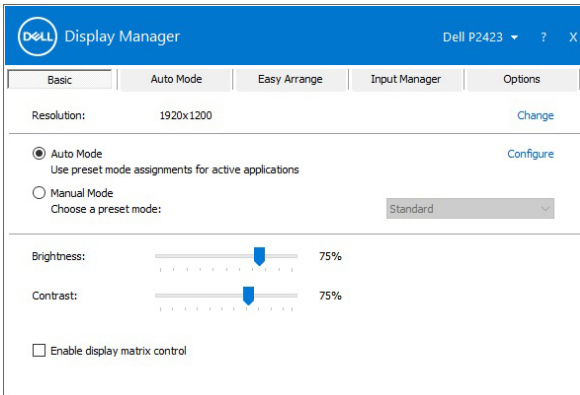 DELL Display Manager Dell P2423 ? X
Basic Auto Mode Easy Arrange Input Manager Options
Resolution: 1920x1200 Change
Auto Mode Configure
Use preset mode assignments for active applications
Manual Mode
Choose a preset mode: Standard
Brightness: 75%
Contrast: 75%
Enable display matrix control